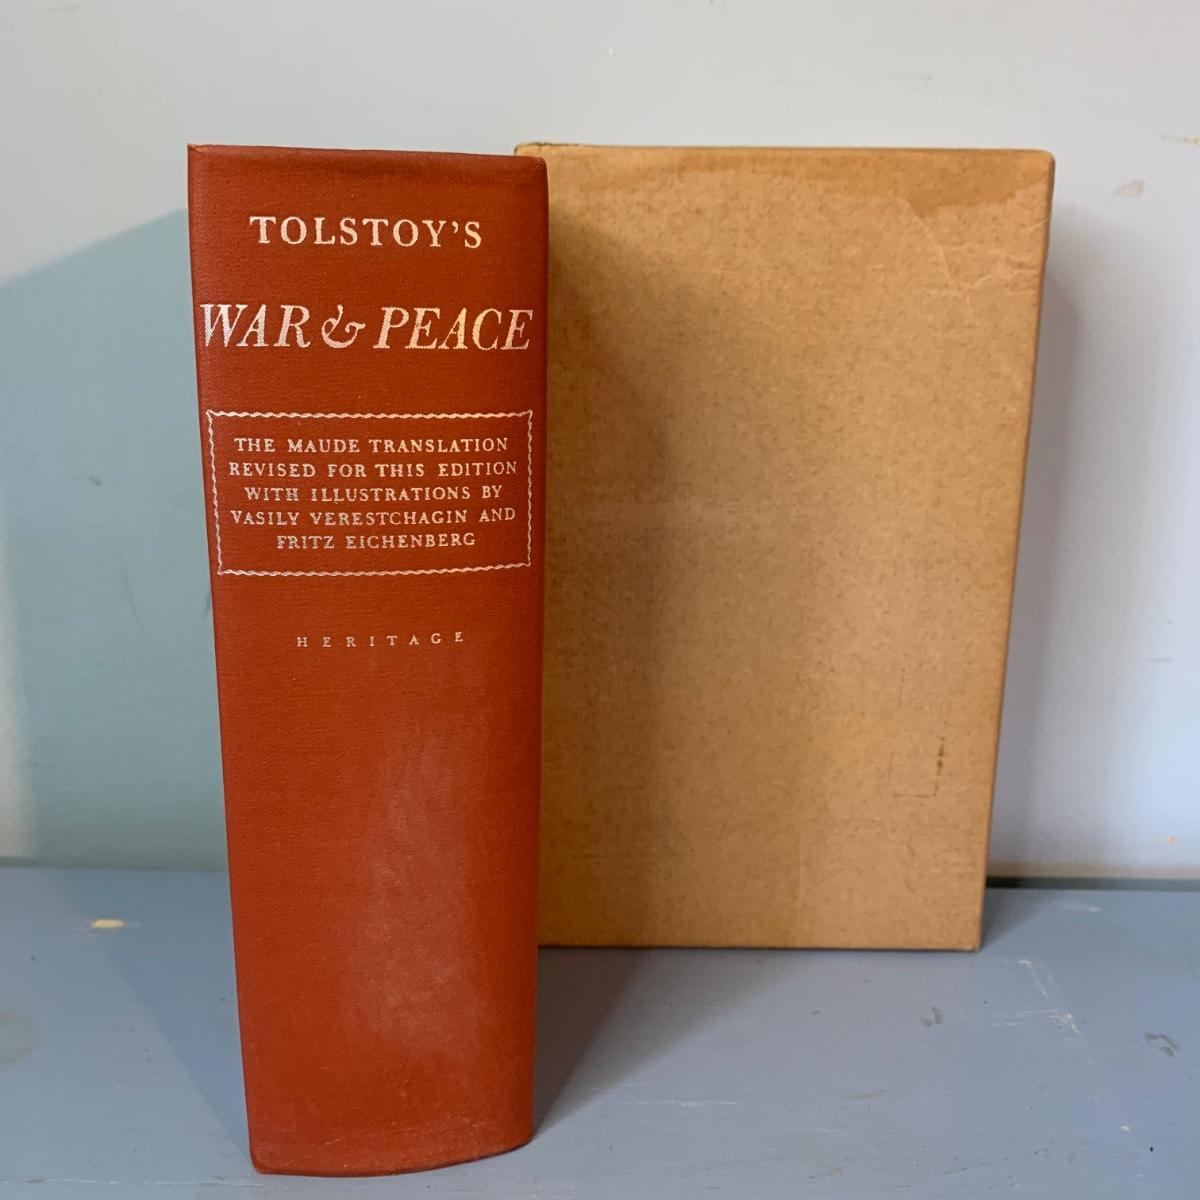 TOLSTOY'S
WAR & PEACE
THE MAUDE TRANSLATION
REVISED FOR THIS EDITION
WITH ILLUSTRATIONS BY
VASILY VERESTCHAGIN AND
FRITZ EICHENBERG
HERITAGE